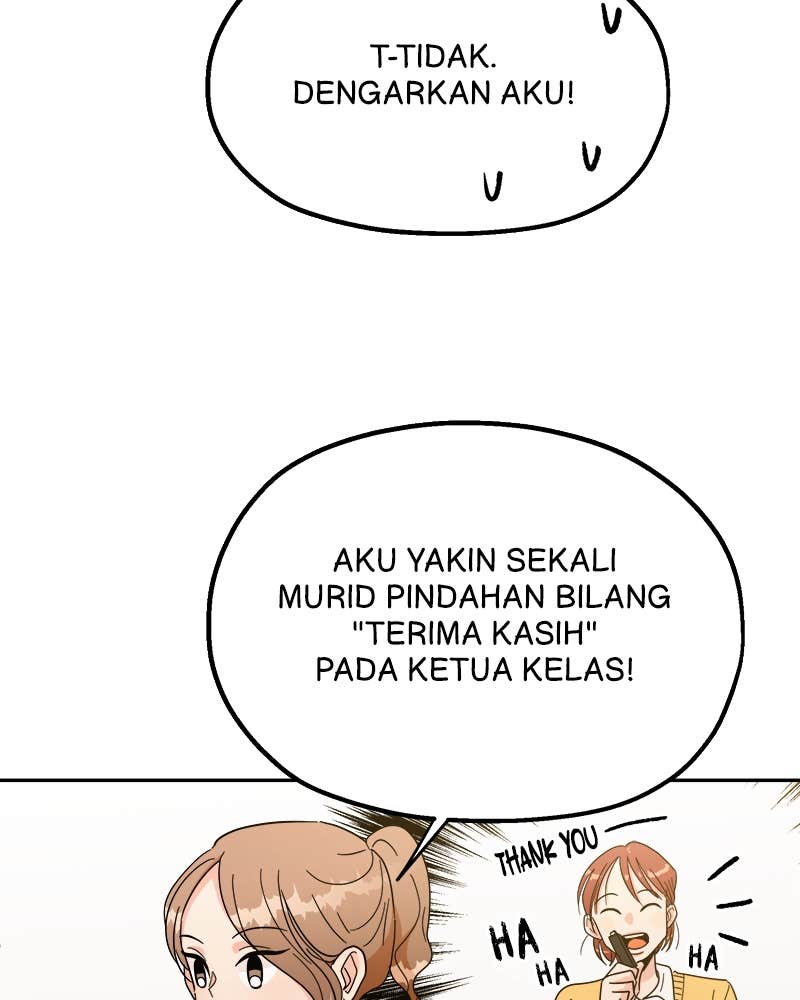 T-TIDAK.
DENGARKAN AKU!
AKU YAKIN SEKALI
MURID PINDAHAN BILANG
"TERIMA KASIH"
PADA KETUA KELAS!
THANK YOU
HA
HA
HA